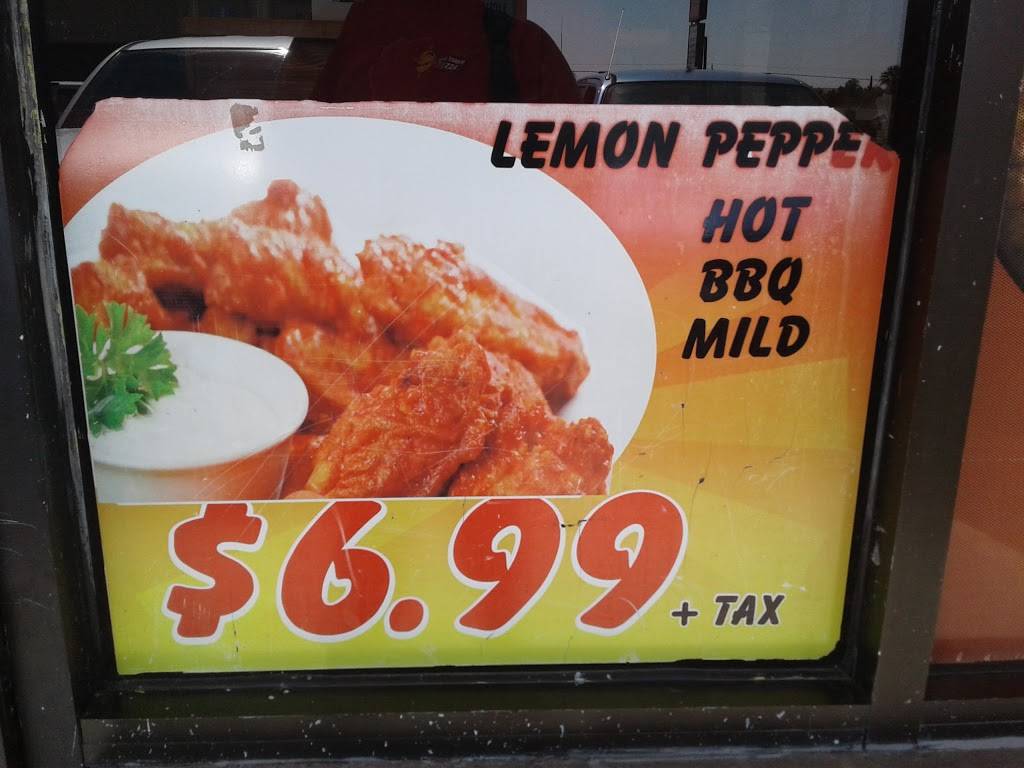 LEMON PEPPER
HOT
BBQ
MILD
$6.99 + TAX